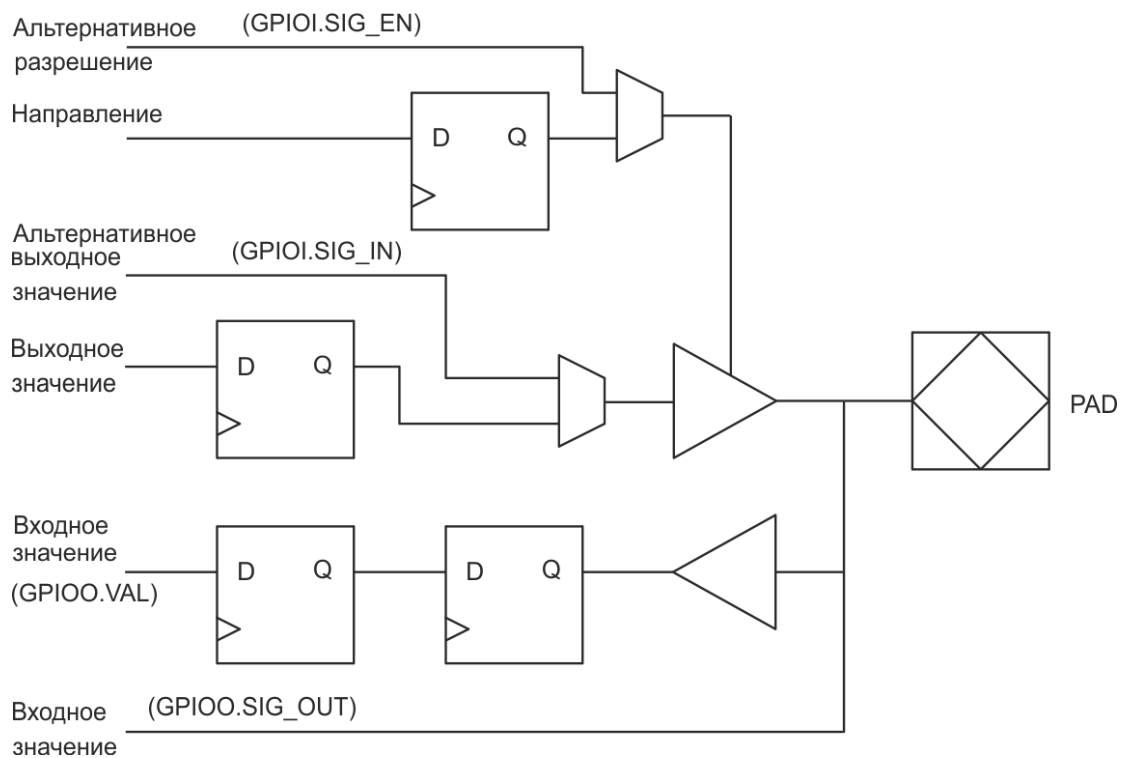 Альтернативное
(GPIOI.SIG_EN)
разрешение
Направление
D Q
Альтернативное
выходное
(GPIOI.SIG_IN)
значение
Выходное
значение
D Q
PAD
Входное
значение
(GPIOO.VAL)
D Q
D Q
Входное
(GPIOO.SIG_OUT)
значение